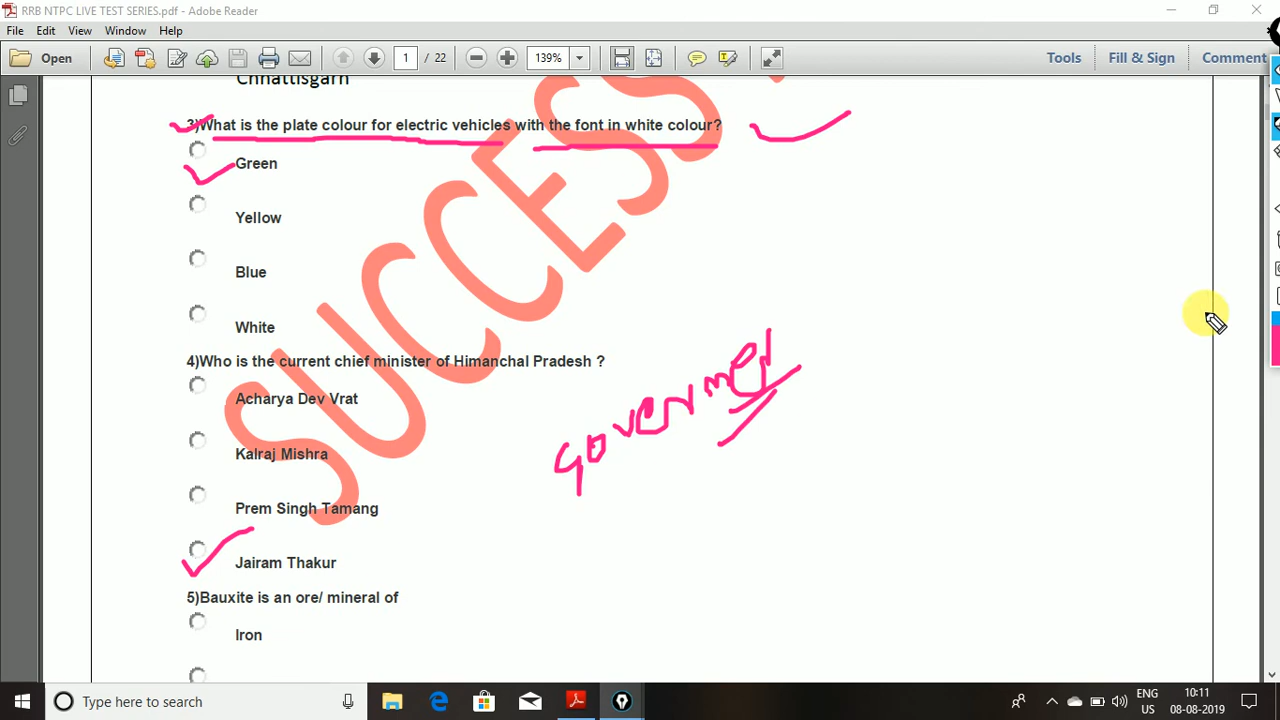 RRB NTPC LIVE TEST SERIES.pdf - Adobe Reader
File Edit View Window Help
Open 1 / 22 139% Tools Fill & Sign Comment
Chhattisgarh
3)What is the plate colour for electric vehicles with the font in white colour?
Green
Yellow
Blue
White
4)Who is the current chief minister of Himanchal Pradesh ?
Acharya Dev Vrat
Kalraj Mishra
Prem Singh Tamang
Jairam Thakur
5)Bauxite is an ore/ mineral of
Iron
SUCCESS
Type here to search
ENG 10:11
US 08-08-2019